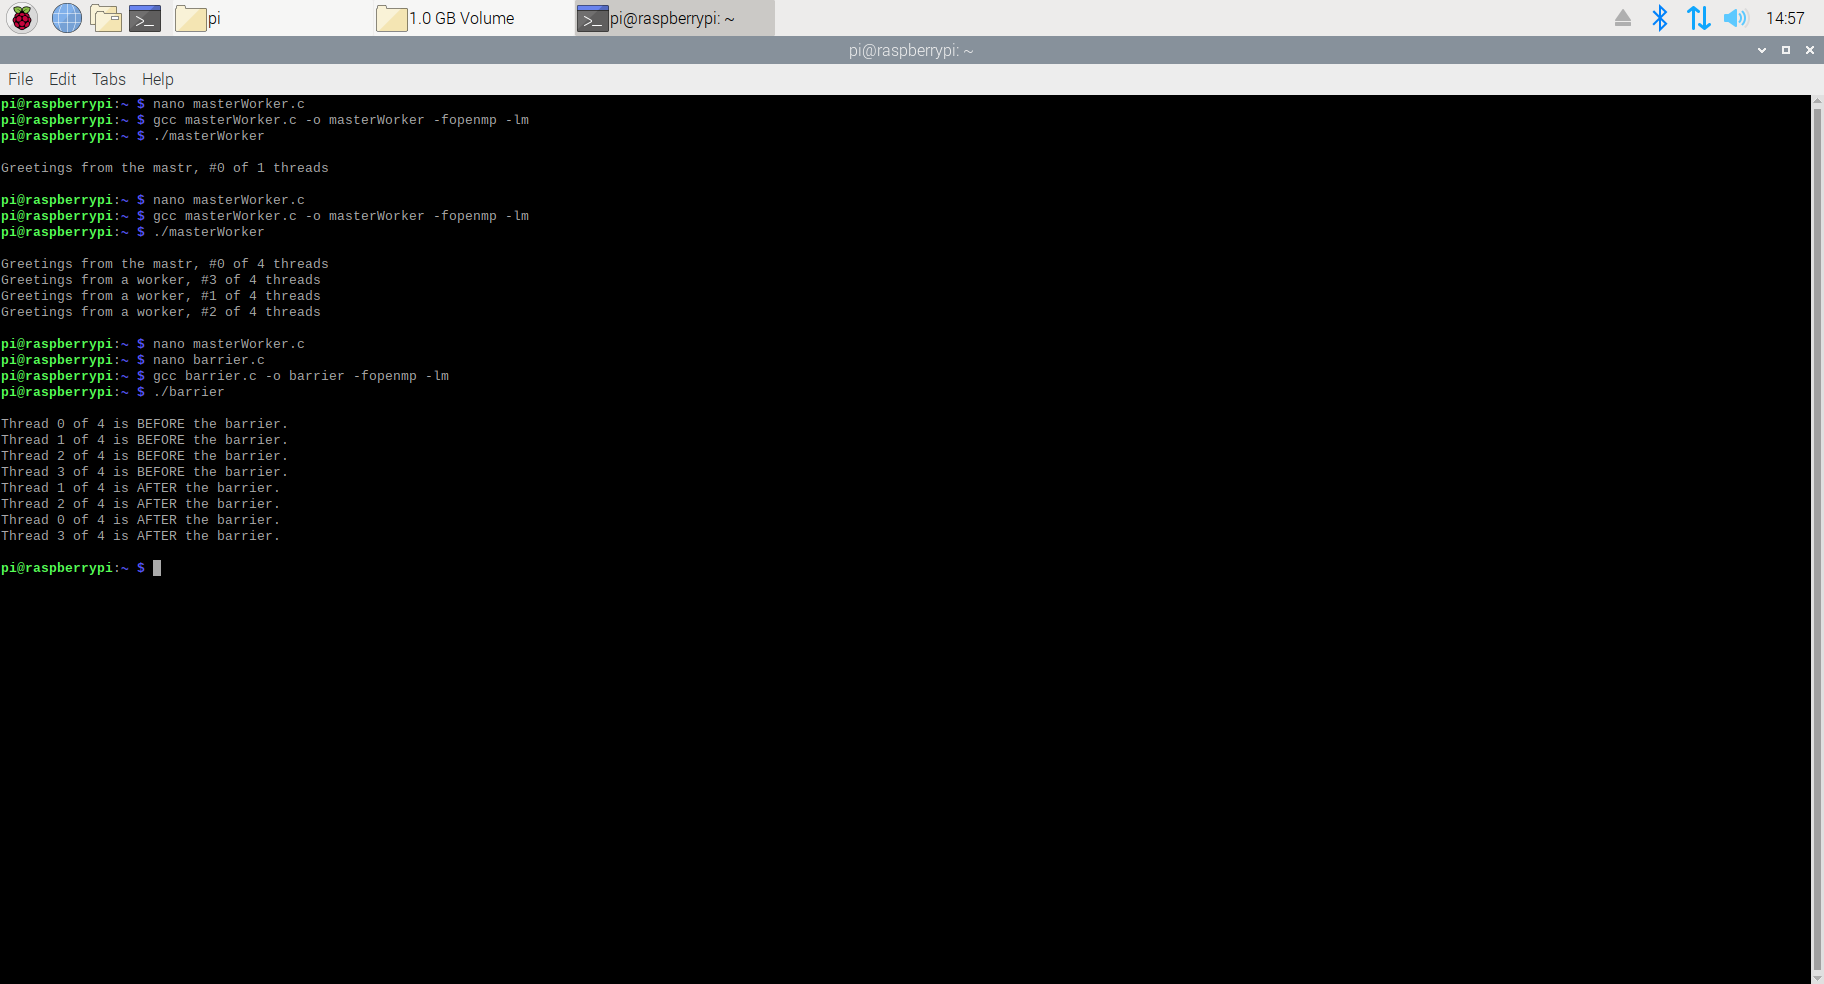 pi
1.0 GB Volume
pi@raspberrypi: ~
14:57
pi@raspberrypi: ~
File Edit Tabs Help
pi@raspberrypi:~ $ nano masterWorker.c
pi@raspberrypi:~ $ gcc masterWorker.c -o masterWorker -fopenmp -lm
pi@raspberrypi:~ $ ./masterWorker
Greetings from the mastr, #0 of 1 threads
pi@raspberrypi:~ $ nano masterWorker.c
pi@raspberrypi:~ $ gcc masterWorker.c -o masterWorker -fopenmp -lm
pi@raspberrypi:~ $ ./masterWorker
Greetings from the mastr, #0 of 4 threads
Greetings from a worker, #3 of 4 threads
Greetings from a worker, #1 of 4 threads
Greetings from a worker, #2 of 4 threads
pi@raspberrypi:~ $ nano masterWorker.c
pi@raspberrypi:~ $ nano barrier.c
pi@raspberrypi:~ $ gcc barrier.c -o barrier -fopenmp -lm
pi@raspberrypi:~ $ ./barrier
Thread 0 of 4 is BEFORE the barrier.
Thread 1 of 4 is BEFORE the barrier.
Thread 2 of 4 is BEFORE the barrier.
Thread 3 of 4 is BEFORE the barrier.
Thread 1 of 4 is AFTER the barrier.
Thread 2 of 4 is AFTER the barrier.
Thread 0 of 4 is AFTER the barrier.
Thread 3 of 4 is AFTER the barrier.
pi@raspberrypi:~ $